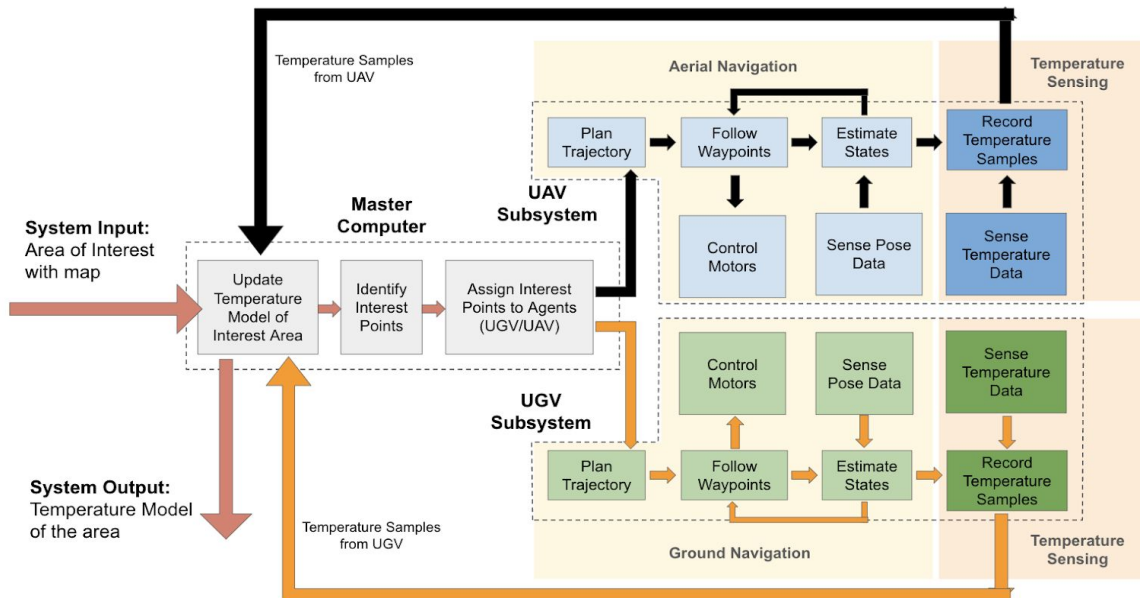 Temperature Samples
from UAV
Aerial Navigation
Temperature
Sensing
Plan
Trajectory
Follow
Waypoints
Estimate
States
Record
Temperature
Samples
UAV
Subsystem
Control
Motors
Sense Pose
Data
Sense
Temperature
Data
Master
Computer
System Input:
Area of Interest
with map
Update
Temperature
Model of
Interest Area
Identify
Interest
Points
Assign Interest
Points to Agents
(UGV/UAV)
UGV
Subsystem
Control
Motors
Sense
Pose Data
Sense
Temperature
Data
Plan
Trajectory
Follow
Waypoints
Estimate
States
Record
Temperature
Samples
System Output:
Temperature Model
of the area
Temperature Samples
from UGV
Ground Navigation
Temperature
Sensing